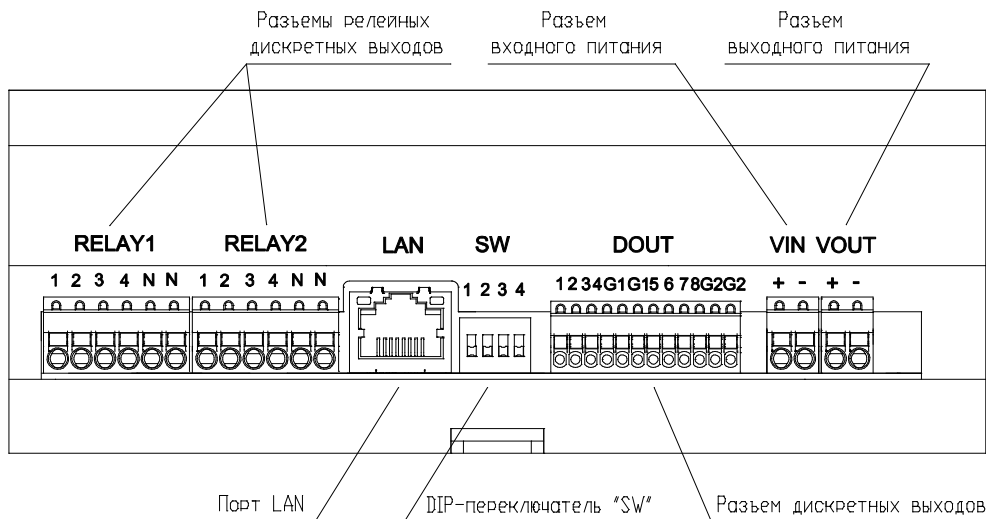 Разъемы релейных
дискретных выходов
Разъем
входного питания
Разъем
выходного питания
RELAY1
RELAY2
LAN
SW
DOUT
VIN VOUT
1 2 3 4 N N
1 2 3 4 N N
1 2 3 4
1 2 3 4 G1 G1 5 6 7 8 G2 G2
+ -
+ -
Порт LAN
DIP-переключатель "SW"
Разъем дискретных выходов